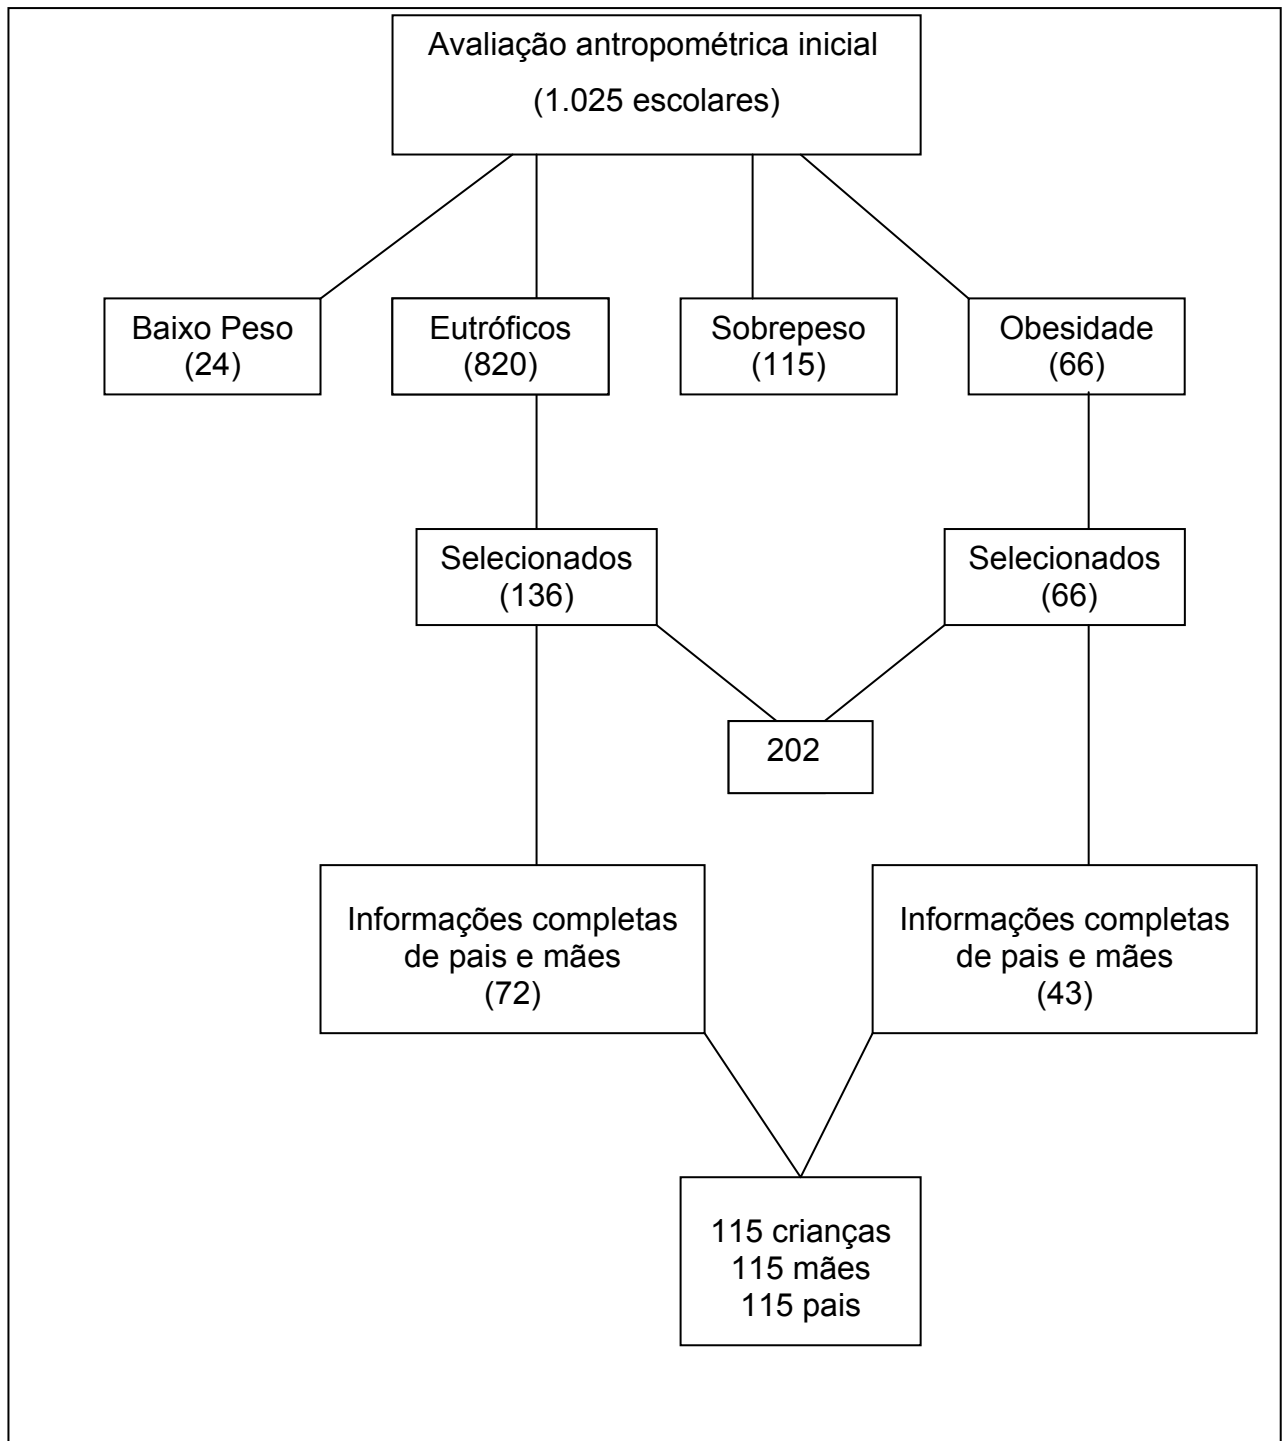 Avaliação antropométrica inicial
(1.025 escolares)
Baixo Peso
(24)
Eutróficos
(820)
Sobrepeso
(115)
Obesidade
(66)
Selecionados
(136)
Selecionados
(66)
202
Informações completas
de pais e mães
(72)
Informações completas
de pais e mães
(43)
115 crianças
115 mães
115 pais